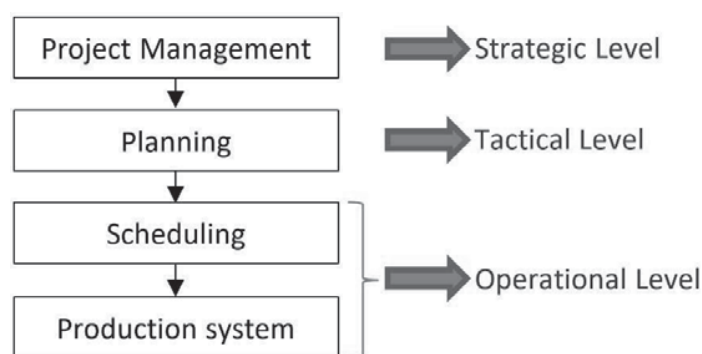 Project Management
Strategic Level
Planning
Tactical Level
Scheduling
Operational Level
Production system